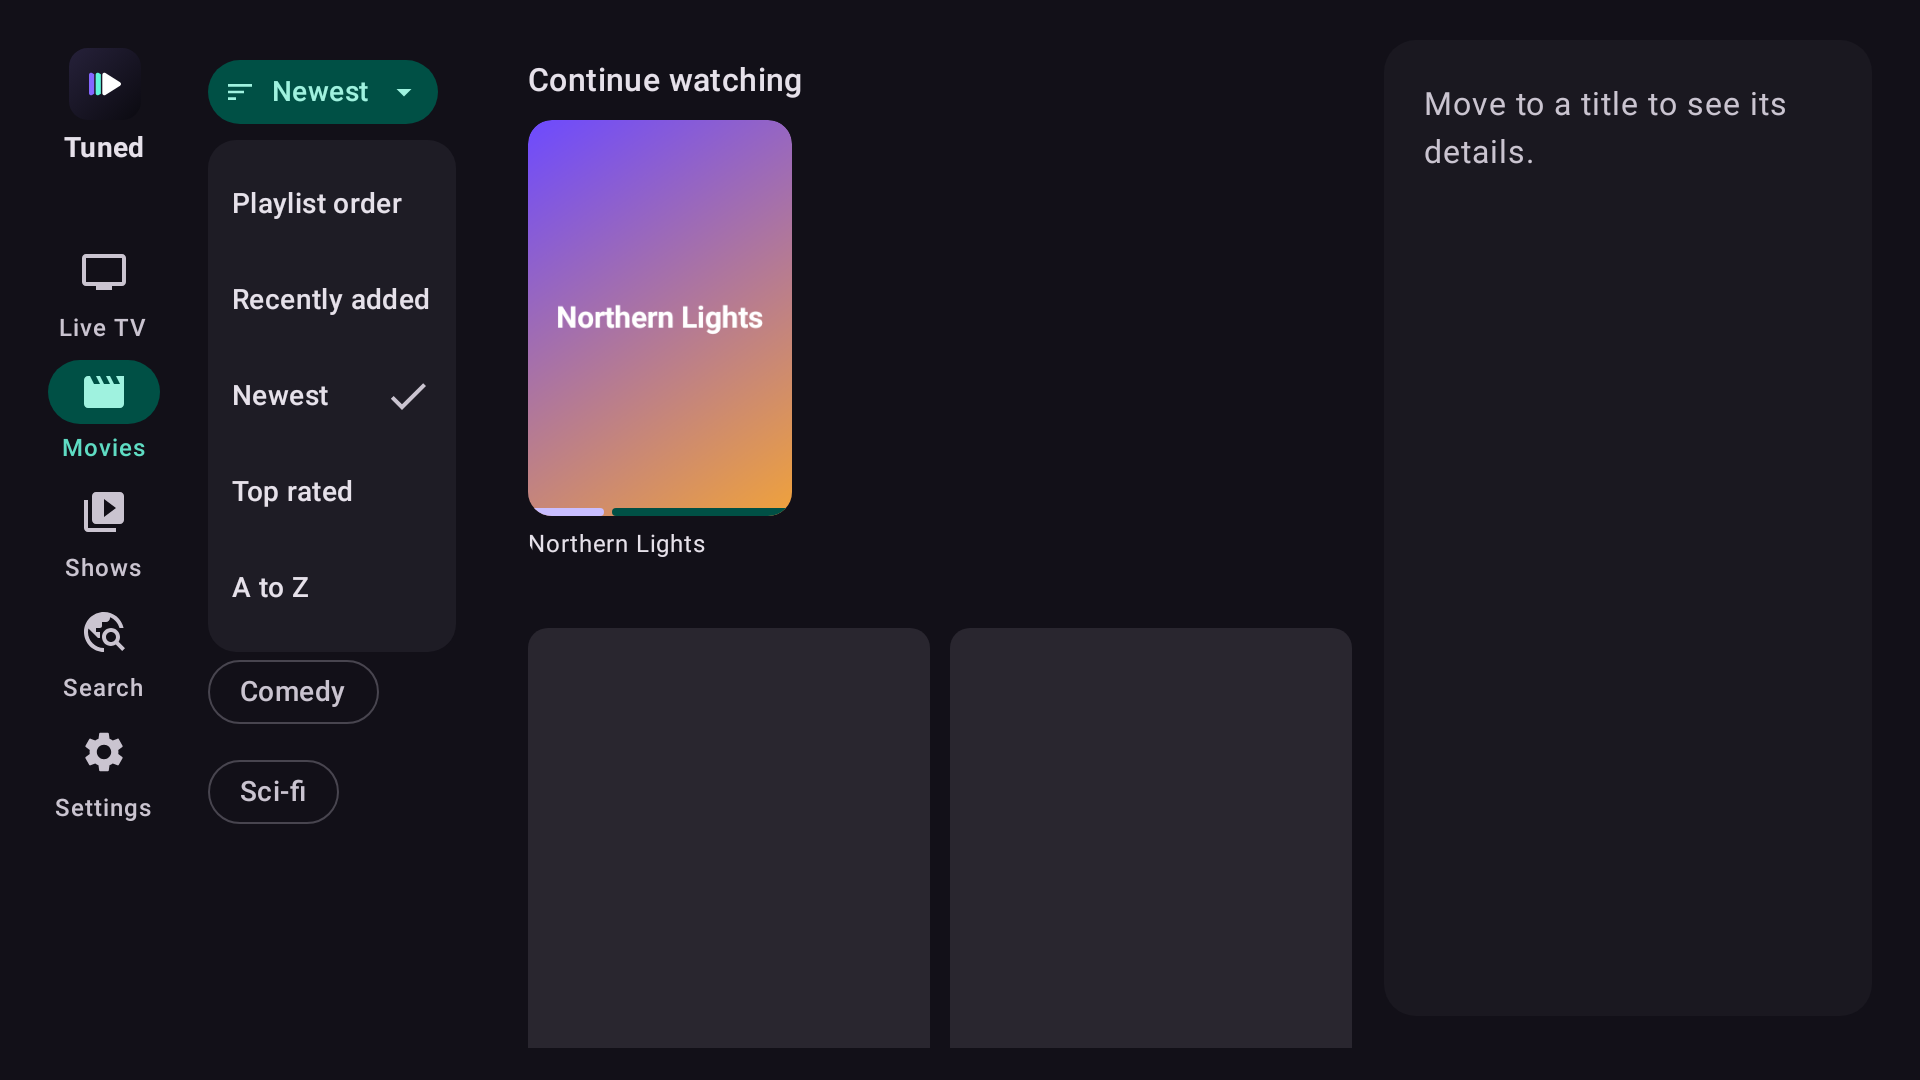 Tuned
Live TV
Movies
Shows
Search
Settings
Newest
Playlist order
Recently added
Newest
Top rated
A to Z
Comedy
Sci-fi
Continue watching
Northern Lights
Northern Lights
Move to a title to see its
details.